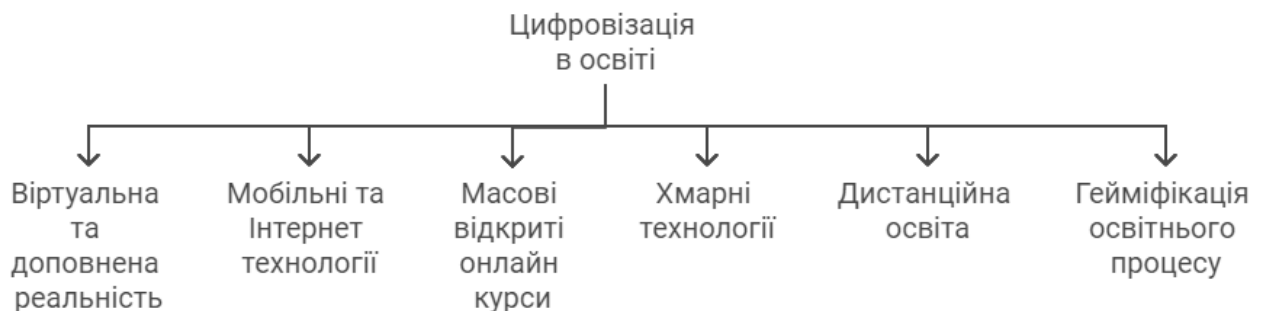 Цифровізація
в освіті
Віртуальна
та
доповнена
реальність
Мобільні та
Інтернет
технології
Масові
відкриті
онлайн
курси
Хмарні
технології
Дистанційна
освіта
Гейміфікація
освітнього
процесу